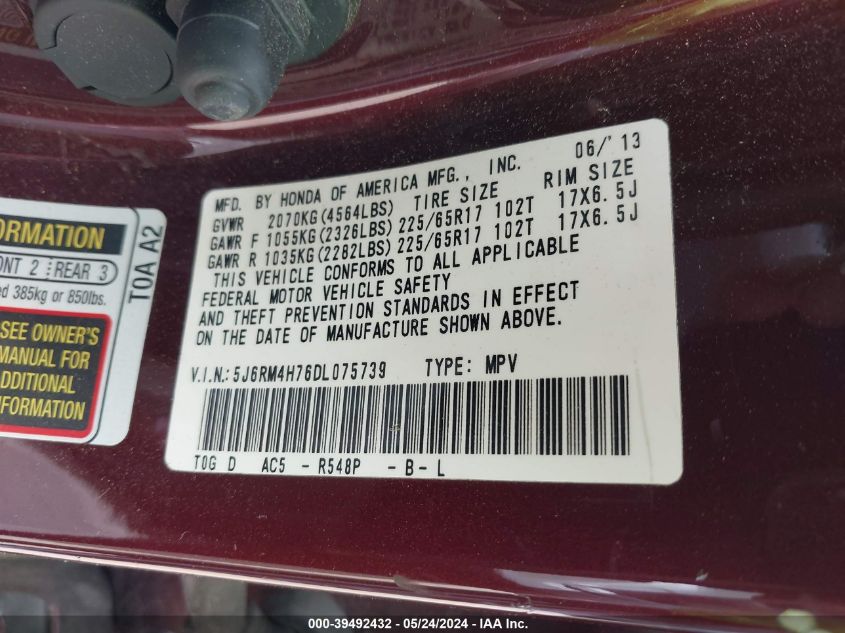 ORMATION
ONT 2 REAR 3
ed 385kg or 850lbs.
SEE OWNER'S
MANUAL FOR
ADDITIONAL
NFORMATION
T0A A2
06/'13
MFD. BY HONDA OF AMERICA MFG., INC.
GVWR 2070KG(4564LBS) TIRE SIZE RIM SIZE
GAWR F 1055KG(2326LBS) 225/65R17 102T 17X6.5J
GAWR R 1035KG(2282LBS) 225/65R17 102T 17X6.5J
THIS VEHICLE CONFORMS TO ALL APPLICABLE
FEDERAL MOTOR VEHICLE SAFETY
AND THEFT PREVENTION STANDARDS IN EFFECT
ON THE DATE OF MANUFACTURE SHOWN ABOVE.
V.I.N.:5J6RM4H76DL075739 TYPE: MPV
T0G D AC5 - R548P - B - L
000-39492432 - 05/24/2024 - IAA Inc.